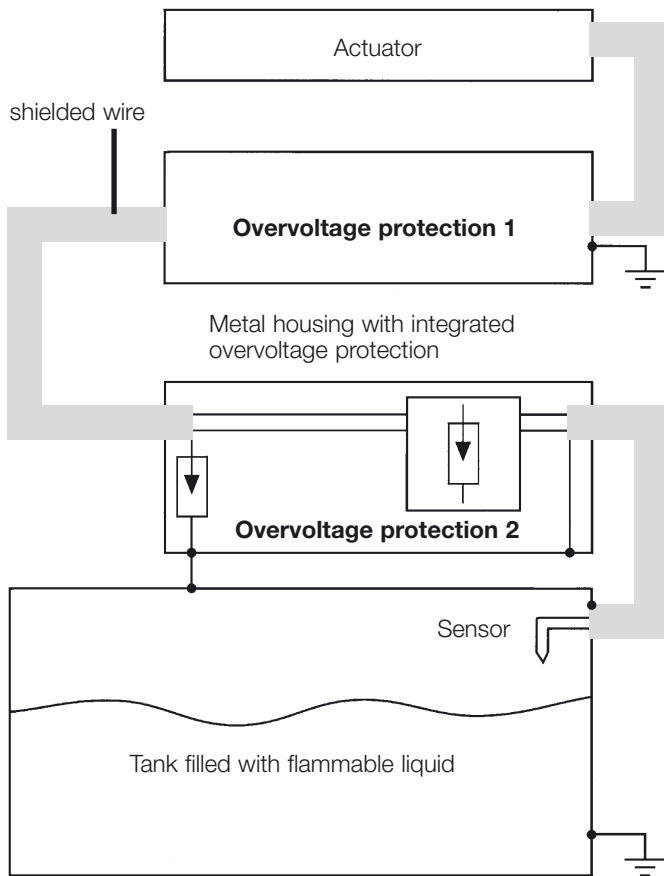 Actuator
shielded wire
Overvoltage protection 1
Metal housing with integrated
overvoltage protection
Overvoltage protection 2
Sensor
Tank filled with flammable liquid